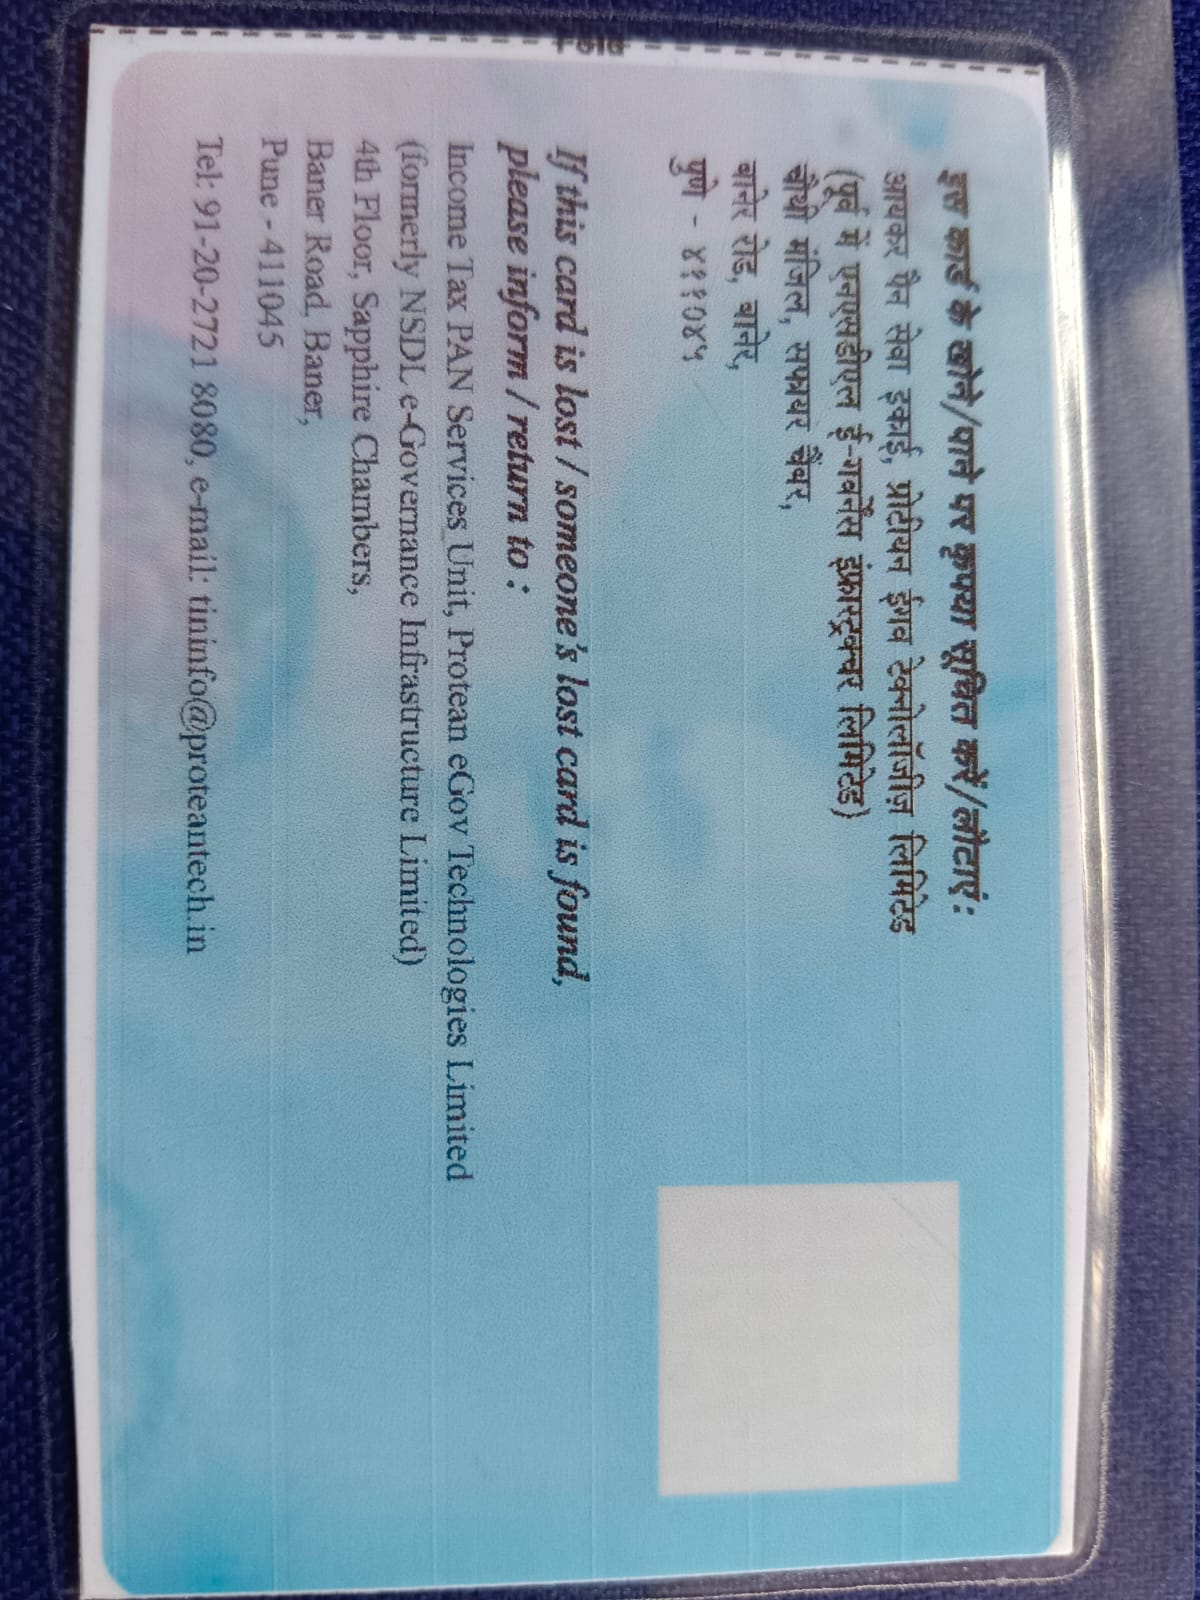 इस कार्ड के खोने/पाने पर कृपया सूचित करें/लौटाएं :
आयकर पैन सेवा इकाई, प्रोटीयन ईगव टेक्नोलॉजीज़ लिमिटेड
(पूर्व में एनएसडीएल ई-गवर्नेंस इंफ्रास्ट्रक्चर लिमिटेड)
चौथी मंजिल, सफायर चेंबर,
बानेर रोड, बानेर,
पुणे - ४११०४५
If this card is lost / someone's lost card is found,
please inform / return to :
Income Tax PAN Services Unit, Protean eGov Technologies Limited
(formerly NSDL e-Governance Infrastructure Limited)
4th Floor, Sapphire Chambers,
Baner Road, Baner,
Pune - 411045
Tel: 91-20-2721 8080, e-mail: tininfo@proteantech.in